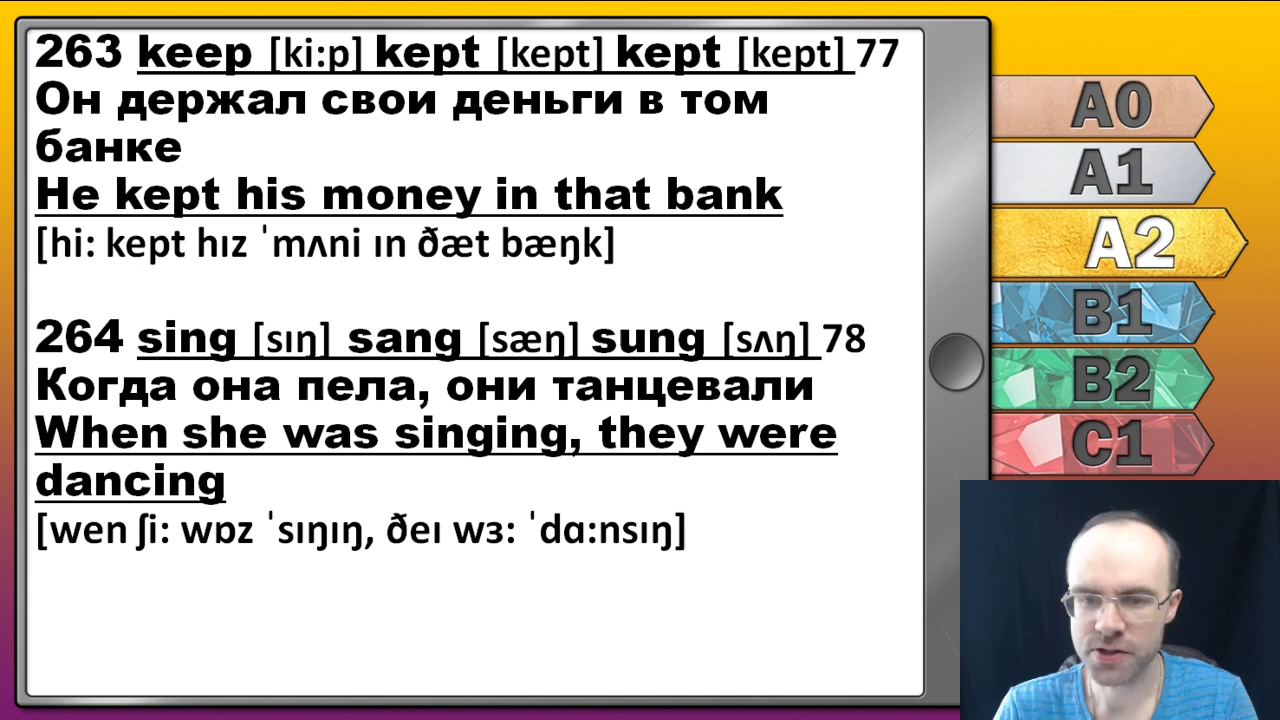 263 keep [ki:p] kept [kept] kept [kept] 77
Он держал свои деньги в том
банке
He kept his money in that bank
[hi: kept hɪz ˈmʌni ɪn ðæt bæŋk]
264 sing [sɪŋ] sang [sæŋ] sung [sʌŋ] 78
Когда она пела, они танцевали
When she was singing, they were
dancing
[wen ʃi: wɒz ˈsɪŋɪŋ, ðeɪ wɜ: ˈdɑ:nsɪŋ]
A0
A1
A2
B1
B2
C1